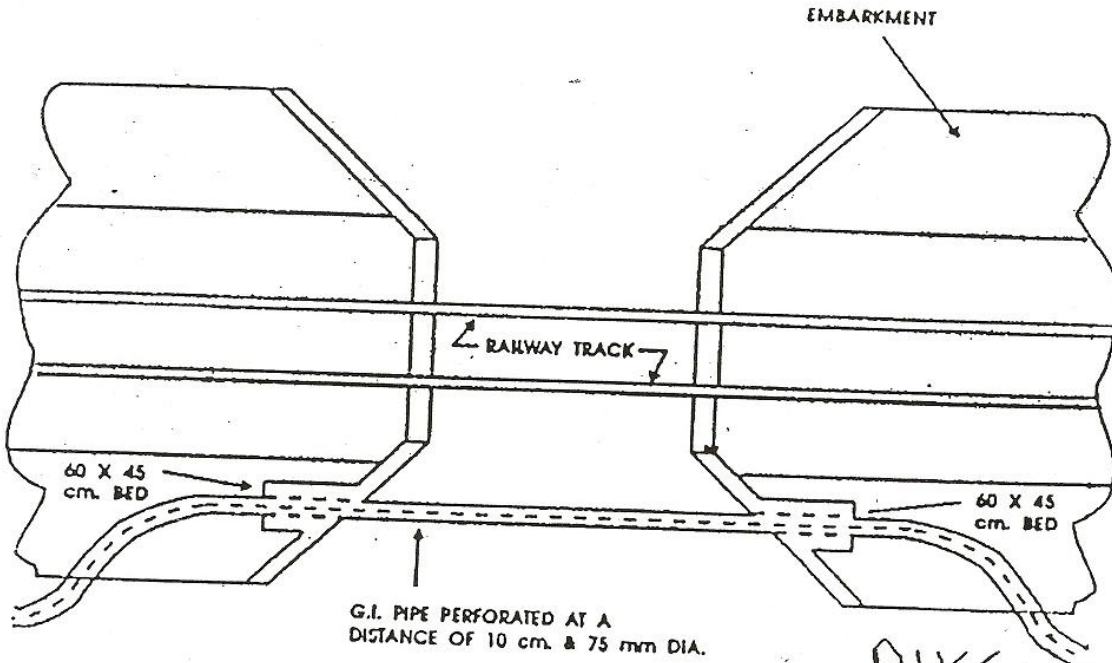 EMBARKMENT
RAILWAY TRACK
60 X 45
cm. BED
60 X 45
cm. BED
G.I. PIPE PERFORATED AT A
DISTANCE OF 10 cm. & 75 mm DIA.